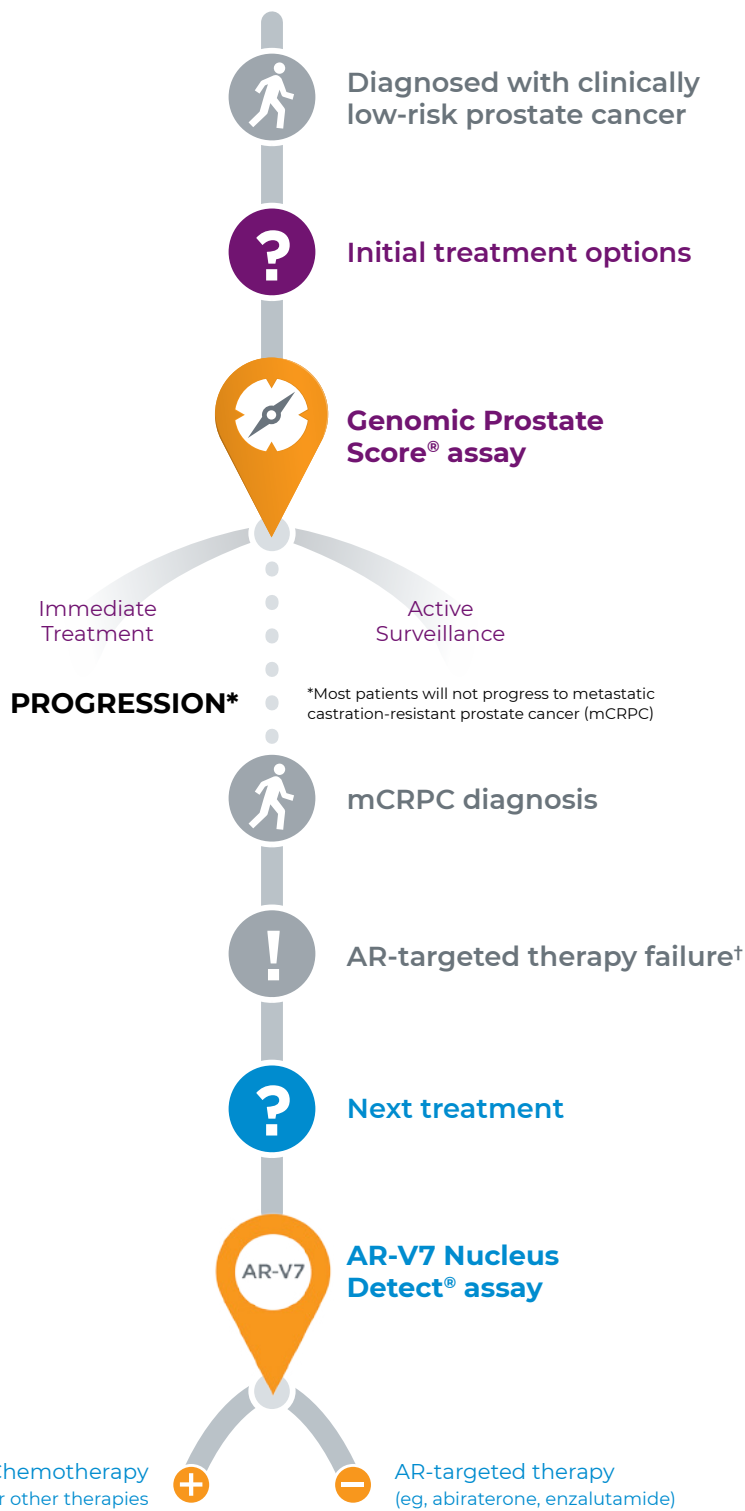 Diagnosed with clinically
low-risk prostate cancer
?
Initial treatment options
Genomic Prostate
Score® assay
Immediate
Treatment
Active
Surveillance
PROGRESSION*
*Most patients will not progress to metastatic
castration-resistant prostate cancer (mCRPC)
mCRPC diagnosis
!
AR-targeted therapy failure†
?
Next treatment
AR-V7
AR-V7 Nucleus
Detect® assay
hemotherapy
r other therapies
+
−
AR-targeted therapy
(eg, abiraterone, enzalutamide)